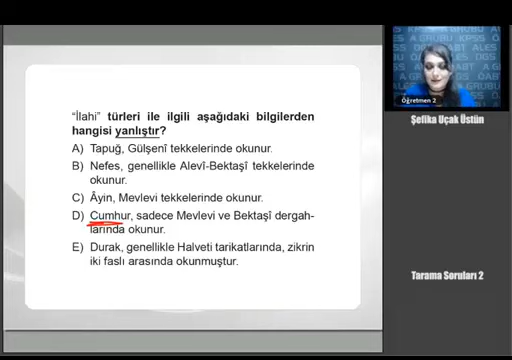 "İlahi" türleri ile ilgili aşağıdaki bilgilerden
hangisi yanlıştır?
A) Tapuğ, Gülşenî tekkelerinde okunur.
B) Nefes, genellikle Alevî-Bektaşî tekkelerinde
okunur.
C) Âyin, Mevlevi tekkelerinde okunur.
D) Cumhur, sadece Mevlevi ve Bektaşî dergah-
larında okunur.
E) Durak, genellikle Halveti tarikatlarında, zikrin
iki faslı arasında okunmuştur.
Öğretmen 2
Şefika Uçak Üstün
Tarama Soruları 2